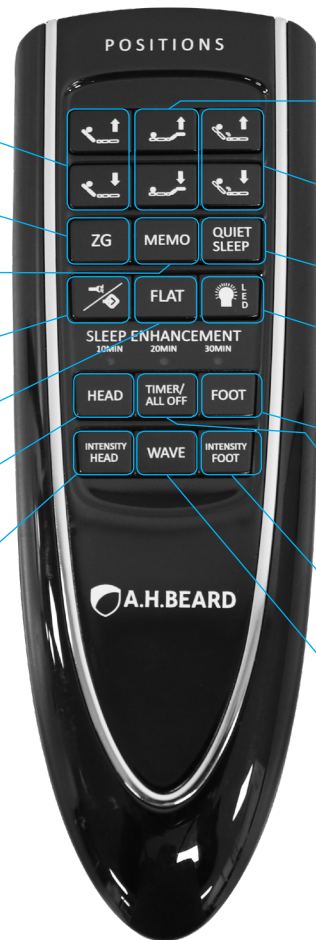 POSITIONS
ZG
MEMO
QUIET
SLEEP
FLAT
LED
SLEEP ENHANCEMENT
10MIN 20MIN 30MIN
HEAD
TIMER/
ALL OFF
FOOT
INTENSITY
HEAD
WAVE
INTENSITY
FOOT
A.H.BEARD